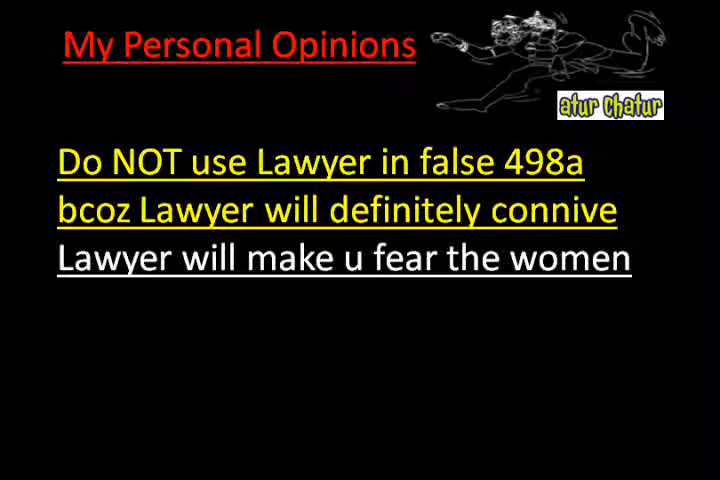 My Personal Opinions
atur chatur
Do NOT use Lawyer in false 498a
bcoz Lawyer will definitely connive
Lawyer will make u fear the women